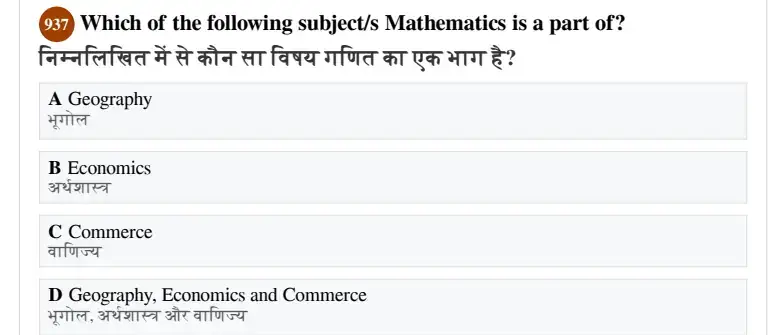 937 Which of the following subject/s Mathematics is a part of?
निम्नलिखित में से कौन सा विषय गणित का एक भाग है?
A Geography
भूगोल
B Economics
अर्थशास्त्र
C Commerce
वाणिज्य
D Geography, Economics and Commerce
भूगोल, अर्थशास्त्र और वाणिज्य